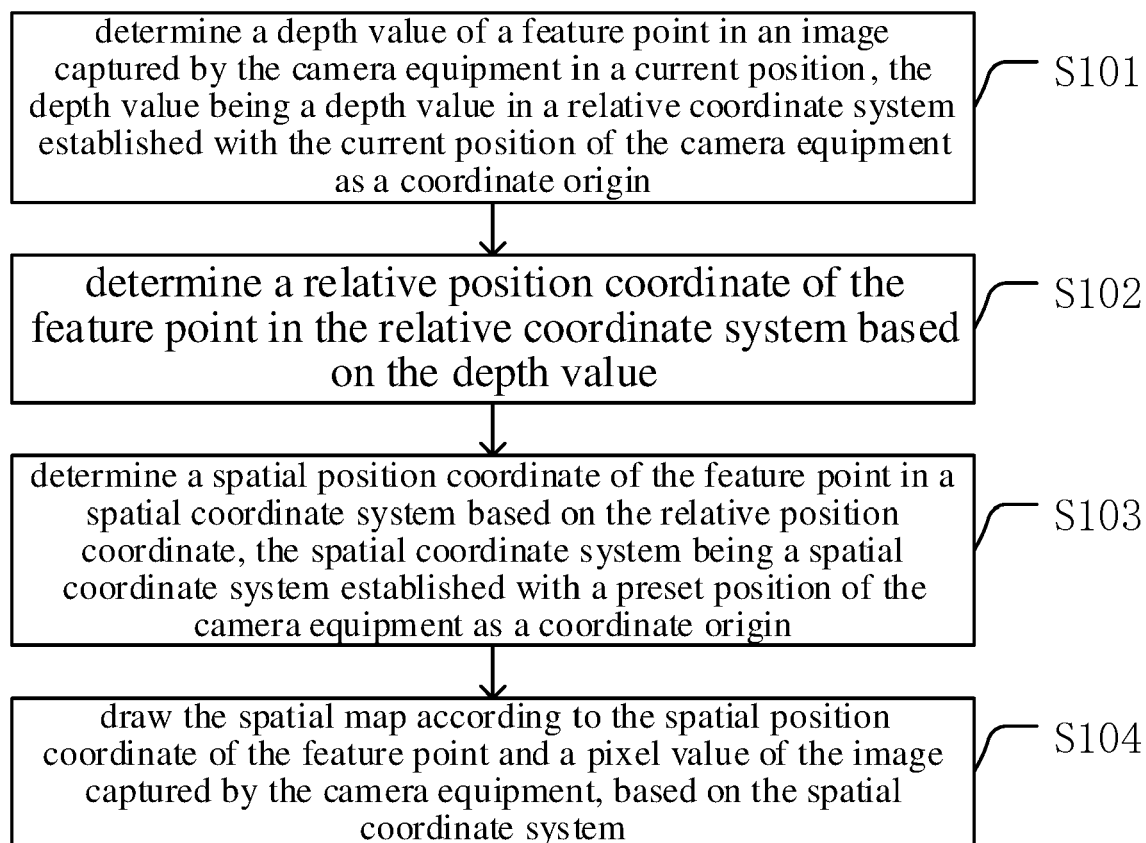 determine a depth value of a feature point in an image
captured by the camera equipment in a current position, the
depth value being a depth value in a relative coordinate system
established with the current position of the camera equipment
as a coordinate origin
S101
determine a relative position coordinate of the
feature point in the relative coordinate system based
on the depth value
S102
determine a spatial position coordinate of the feature point in a
spatial coordinate system based on the relative position
coordinate, the spatial coordinate system being a spatial
coordinate system established with a preset position of the
camera equipment as a coordinate origin
S103
draw the spatial map according to the spatial position
coordinate of the feature point and a pixel value of the image
captured by the camera equipment, based on the spatial
coordinate system
S104